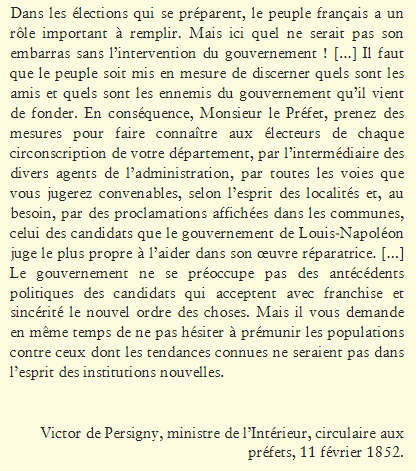 Dans les élections qui se préparent, le peuple français a un
rôle important à remplir. Mais ici quel ne serait pas son
embarras sans l'intervention du gouvernement ! [...] Il faut
que le peuple soit mis en mesure de discerner quels sont les
amis et quels sont les ennemis du gouvernement qu'il vient
de fonder. En conséquence, Monsieur le Préfet, prenez des
mesures pour faire connaître aux électeurs de chaque
circonscription de votre département, par l'intermédiaire des
divers agents de l'administration, par toutes les voies que
vous jugerez convenables, selon l'esprit des localités et, au
besoin, par des proclamations affichées dans les communes,
celui des candidats que le gouvernement de Louis-Napoléon
juge le plus propre à l'aider dans son œuvre réparatrice. [...]
Le gouvernement ne se préoccupe pas des antécédents
politiques des candidats qui acceptent avec franchise et
sincérité le nouvel ordre des choses. Mais il vous demande
en même temps de ne pas hésiter à prémunir les populations
contre ceux dont les tendances connues ne seraient pas dans
l'esprit des institutions nouvelles.
Victor de Persigny, ministre de l'Intérieur, circulaire aux
préfets, 11 février 1852.